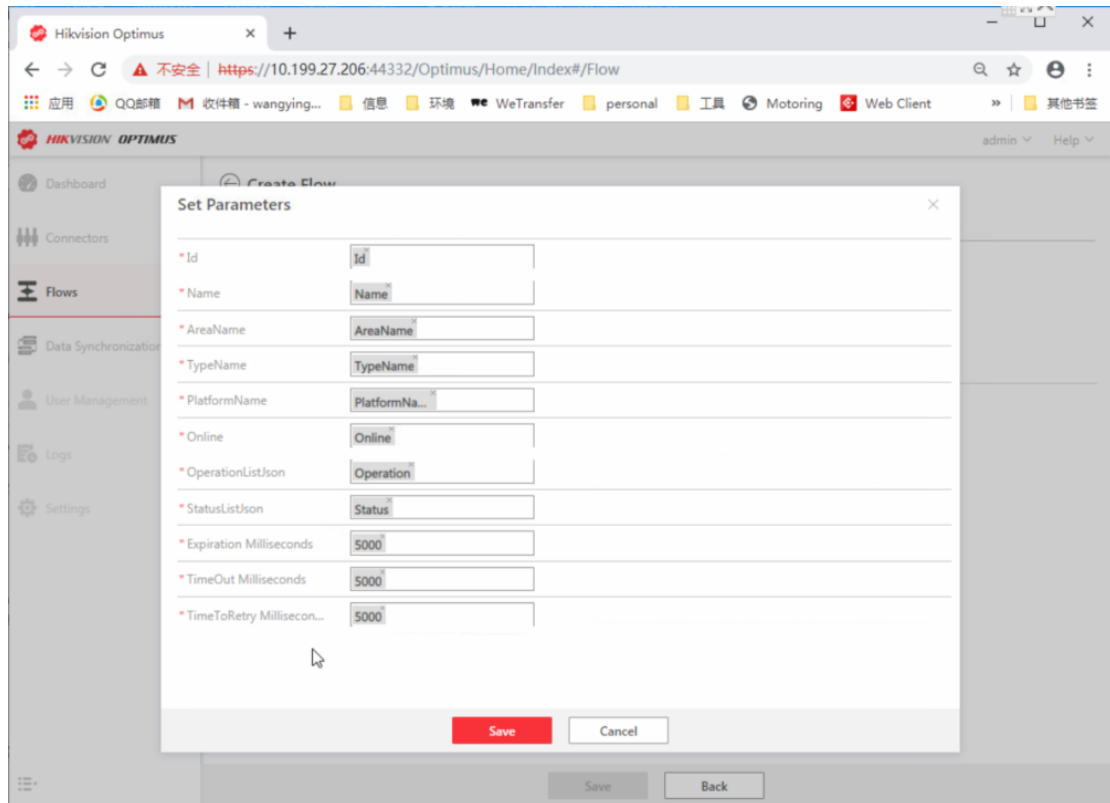 Hikvision Optimus
不安全 | https://10.199.27.206:44332/Optimus/Home/Index#/Flow
应用 QQ邮箱 收件箱 - wangying... 信息 环境 WeTransfer personal 工具 Motoring Web Client » 其他书签
HIKVISION OPTIMUS admin Help
Dashboard
Create Flow
Set Parameters
Connectors
* Id Id
Flows
* Name Name
* AreaName AreaName
Data Synchronization
* TypeName TypeName
User Management
* PlatformName PlatformNa...
* Online Online
Logs
* OperationListJson Operation
Settings
* StatusListJson Status
* Expiration Milliseconds 5000
* TimeOut Milliseconds 5000
* TimeToRetry Millisecon... 5000
Save Cancel
Save Back